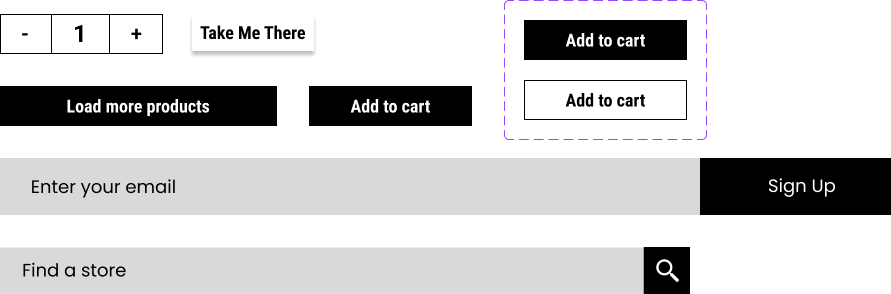 - 1 +
Take Me There
Add to cart
Add to cart
Load more products
Add to cart
Enter your email
Sign Up
Find a store